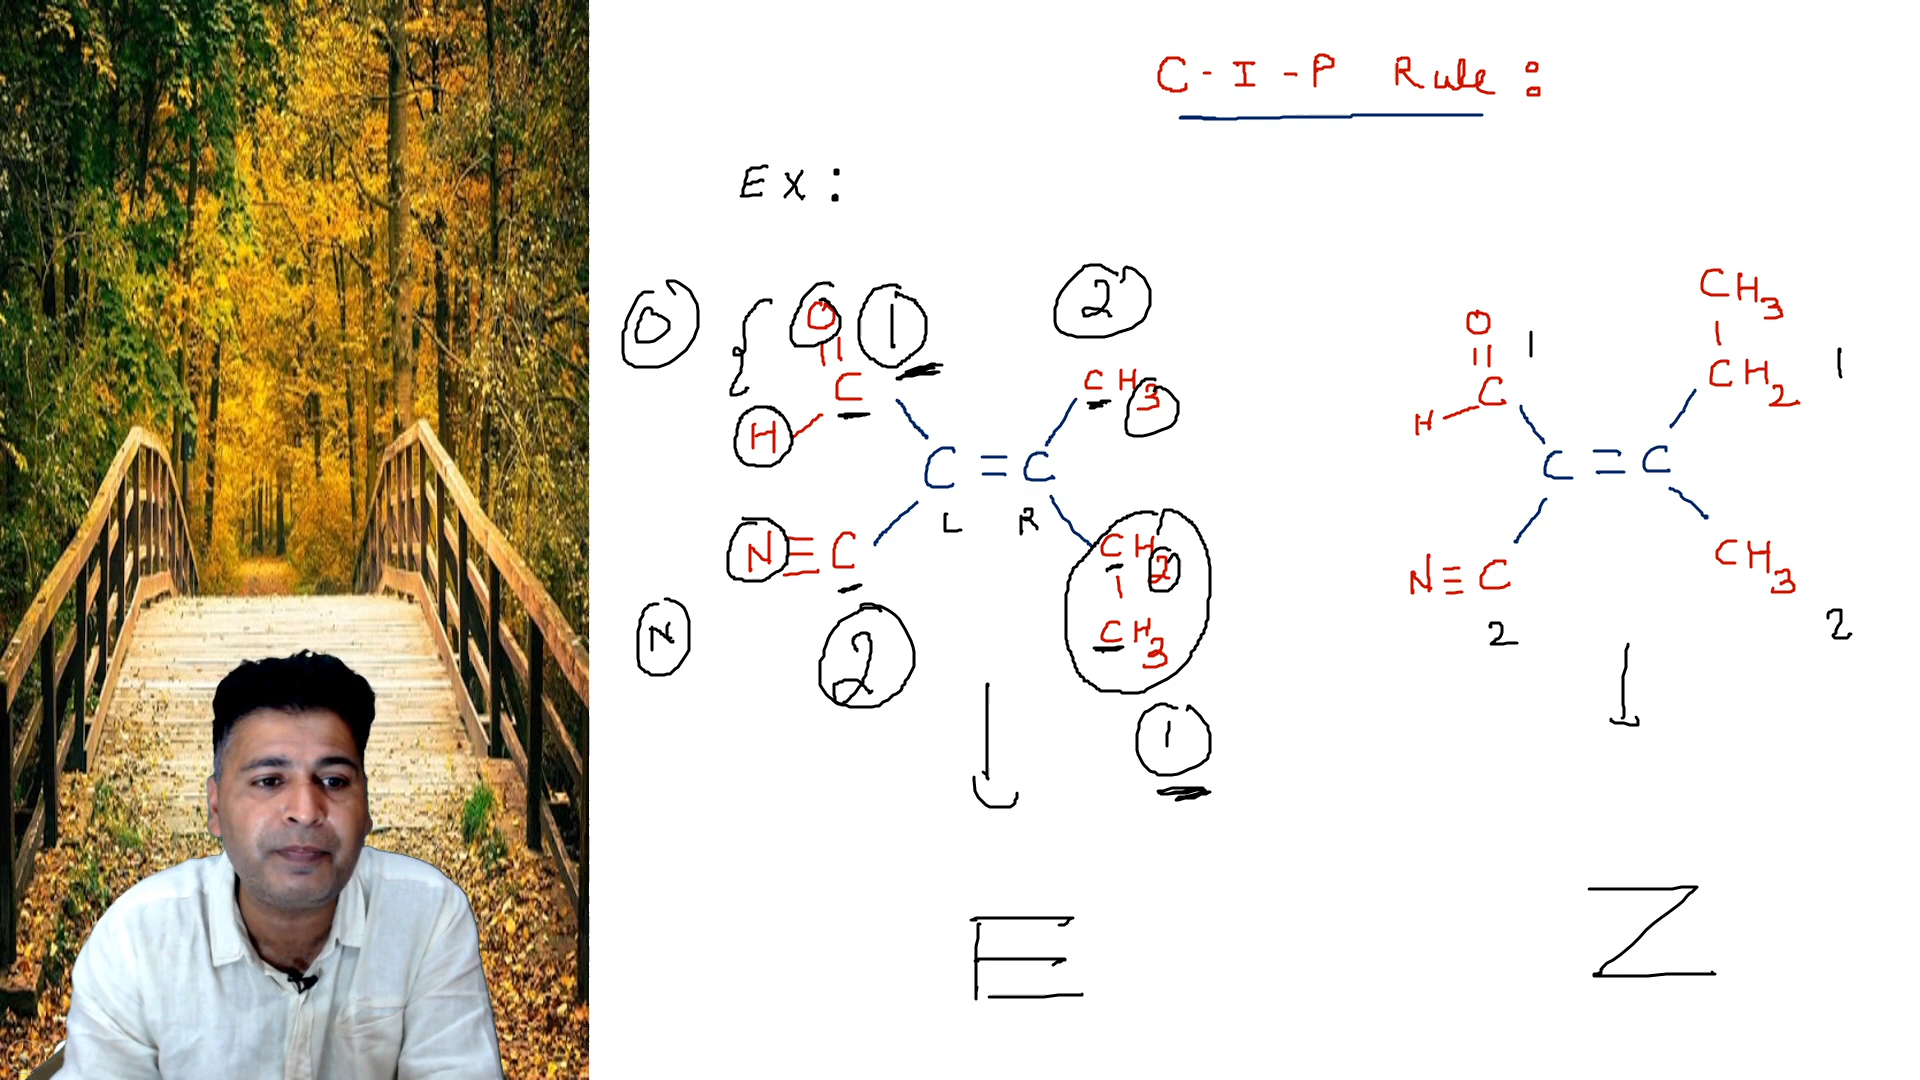 C-I-P Rule:
Ex:
O O 1 2
C CH3
H
C=C
L R
N≡C CH2
CH3
N 2
1
E
CH3
O 1
C CH2 1
H
C=C
N≡C CH3
2 2
Z